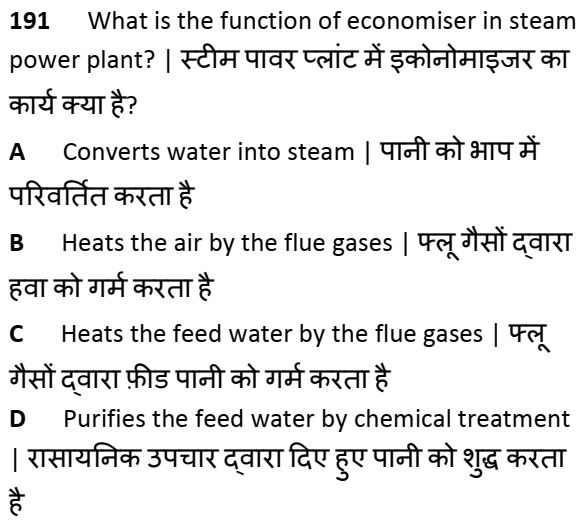 191 What is the function of economiser in steam
power plant? | स्टीम पावर प्लांट में इकोनोमाइजर का
कार्य क्या है?
A Converts water into steam | पानी को भाप में
परिवर्तित करता है
B Heats the air by the flue gases | फ्लू गैसों द्वारा
हवा को गर्म करता है
C Heats the feed water by the flue gases | फ्लू
गैसों द्वारा फ़ीड पानी को गर्म करता है
D Purifies the feed water by chemical treatment
| रासायनिक उपचार द्वारा दिए हुए पानी को शुद्ध करता
है